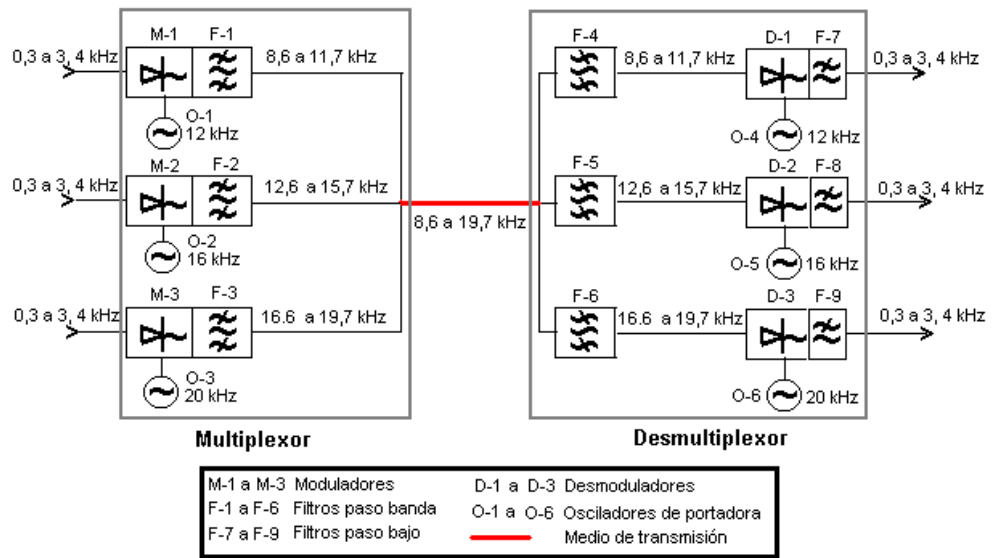 M-1 F-1
0,3 a 3, 4 kHz
8,6 a 11,7 kHz
O-1
12 kHz
M-2 F-2
0,3 a 3, 4 kHz
12,6 a 15,7 kHz
O-2
16 kHz
M-3 F-3
0,3 a 3, 4 kHz
16.6 a 19,7 kHz
O-3
20 kHz
Multiplexor
8,6 a 19,7 kHz
F-4
8,6 a 11,7 kHz
D-1 F-7
0,3 a 3, 4 kHz
O-4 12 kHz
F-5
12,6 a 15,7 kHz
D-2 F-8
0,3 a 3, 4 kHz
O-5 16 kHz
F-6
16.6 a 19,7 kHz
D-3 F-9
0,3 a 3, 4 kHz
O-6 20 kHz
Desmultiplexor
M-1 a M-3 Moduladores
F-1 a F-6 Filtros paso banda
F-7 a F-9 Filtros paso bajo
D-1 a D-3 Desmoduladores
O-1 a O-6 Osciladores de portadora
Medio de transmisión